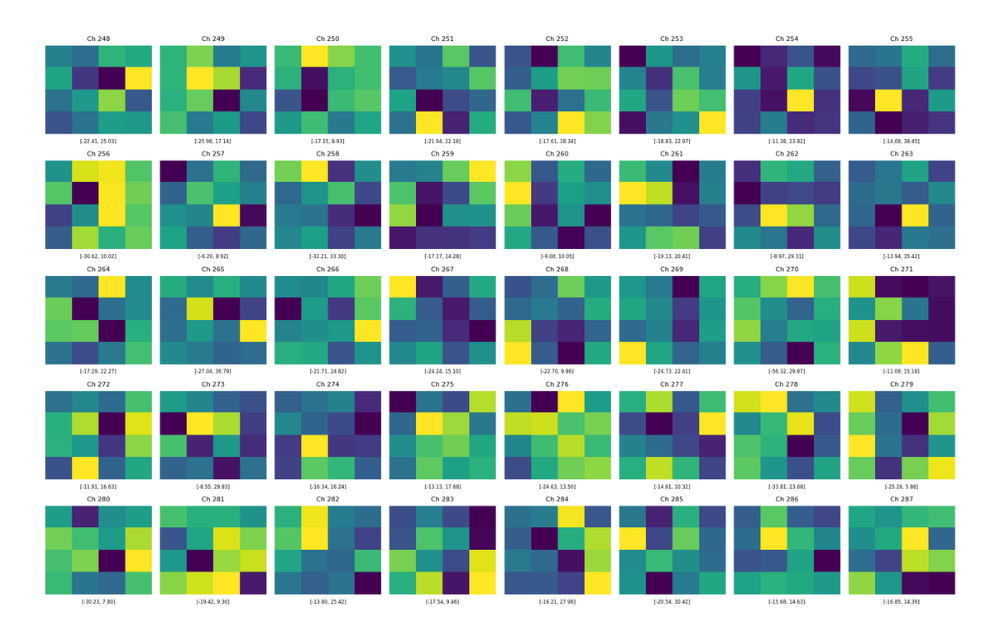 Ch 248 Ch 249 Ch 250 Ch 251 Ch 252 Ch 253 Ch 254 Ch 255
[-22.41, 25.03] [-25.98, 17.14] [-17.15, 9.93] [-21.94, 22.18] [-17.61, 18.34] [-18.83, 22.97] [-11.38, 23.82] [-14.09, 38.45]
Ch 256 Ch 257 Ch 258 Ch 259 Ch 260 Ch 261 Ch 262 Ch 263
[-30.62, 10.02] [-6.20, 8.92] [-32.21, 33.30] [-17.17, 14.28] [-9.00, 10.05] [-19.13, 20.41] [-8.97, 29.31] [-13.94, 35.42]
Ch 264 Ch 265 Ch 266 Ch 267 Ch 268 Ch 269 Ch 270 Ch 271
[-17.29, 22.27] [-27.04, 36.79] [-21.71, 24.82] [-24.24, 15.10] [-22.70, 9.86] [-24.73, 22.41] [-56.32, 29.87] [-11.09, 15.18]
Ch 272 Ch 273 Ch 274 Ch 275 Ch 276 Ch 277 Ch 278 Ch 279
[-11.91, 16.63] [-8.55, 29.83] [-16.34, 26.24] [-13.13, 17.68] [-24.63, 13.50] [-14.61, 10.32] [-33.81, 23.68] [-25.26, 5.86]
Ch 280 Ch 281 Ch 282 Ch 283 Ch 284 Ch 285 Ch 286 Ch 287
[-30.23, 7.80] [-19.42, 9.30] [-13.80, 25.42] [-17.54, 9.46] [-16.21, 27.98] [-20.54, 30.42] [-15.68, 14.63] [-16.85, 14.39]